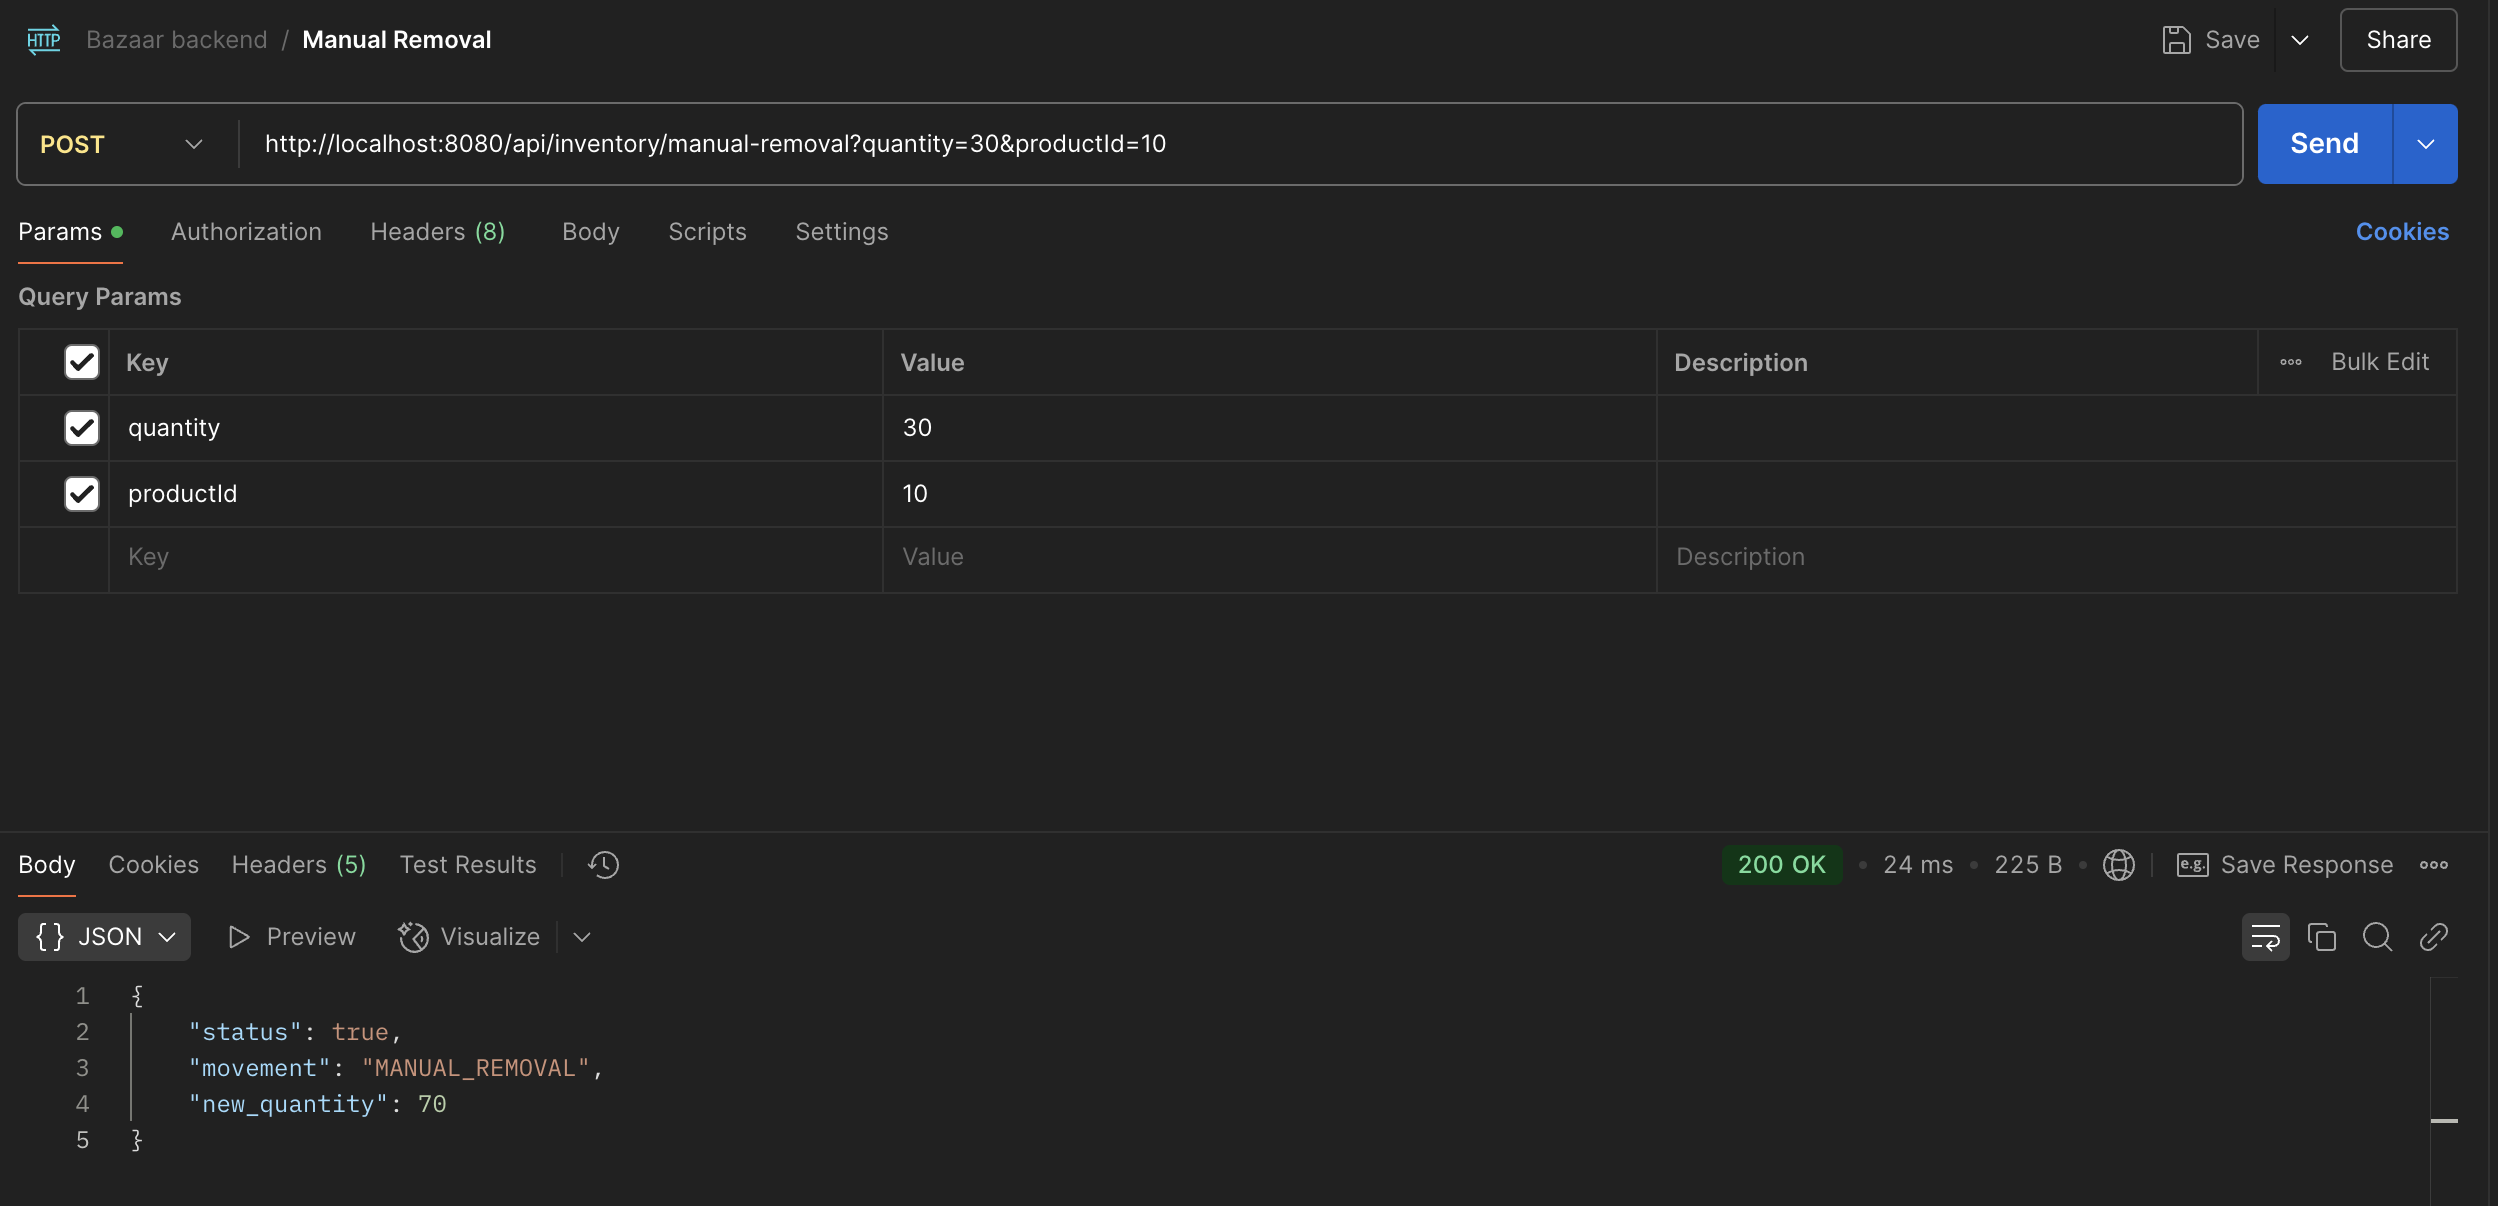 HTTP Bazaar backend / Manual Removal Save Share
POST http://localhost:8080/api/inventory/manual-removal?quantity=30&productId=10 Send
Params Authorization Headers (8) Body Scripts Settings Cookies
Query Params
Key Value Description Bulk Edit
quantity 30
productId 10
Key Value Description
Body Cookies Headers (5) Test Results 200 OK 24 ms 225 B e.g. Save Response
{} JSON Preview Visualize
1 {
2 "status": true,
3 "movement": "MANUAL_REMOVAL",
4 "new_quantity": 70
5 }